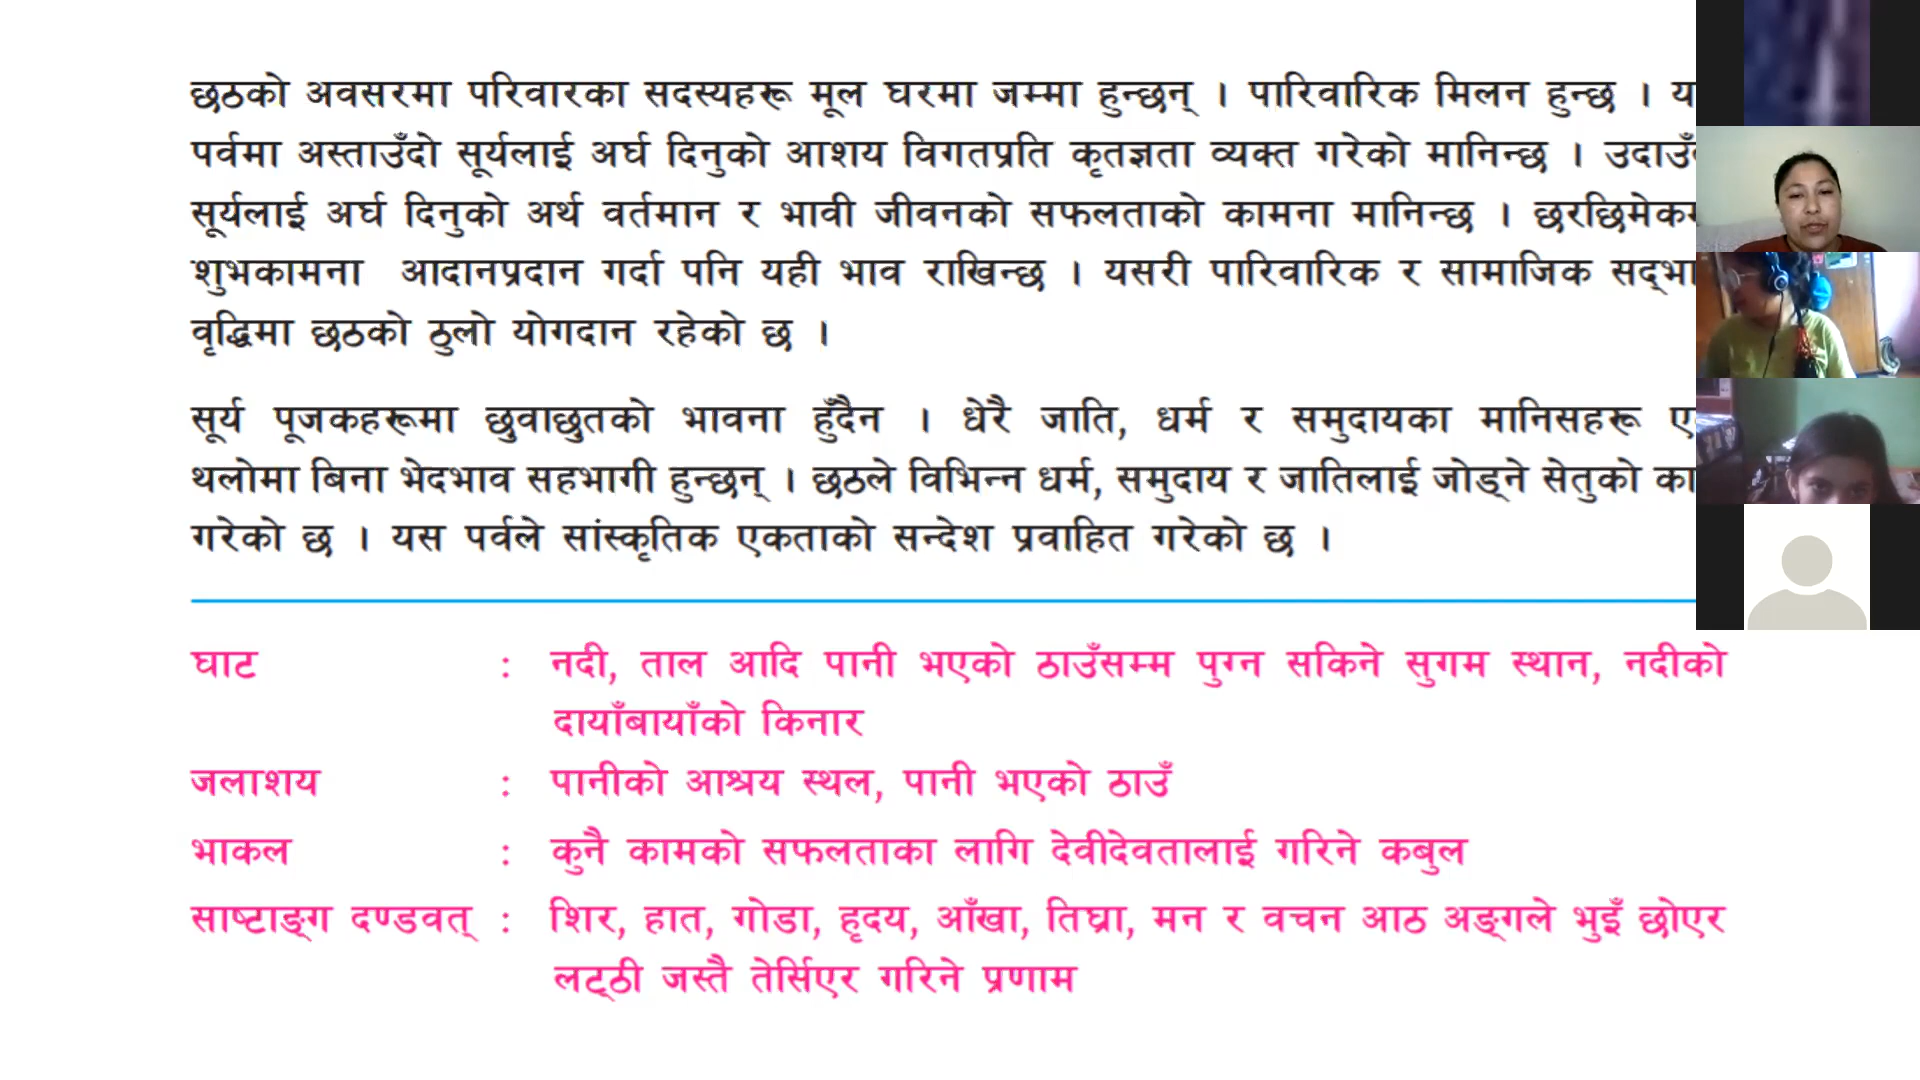 छठको अवसरमा परिवारका सदस्यहरू मूल घरमा जम्मा हुन्छन् । पारिवारिक मिलन हुन्छ ।
पर्वमा अस्ताउँदो सूर्यलाई अर्घ दिनुको आशय विगतप्रति कृतज्ञता व्यक्त गरेको मानिन्छ ।
सूर्यलाई अर्घ दिनुको अर्थ वर्तमान र भावी जीवनको सफलताको कामना मानिन्छ ।
शुभकामना आदानप्रदान गर्दा पनि यही भाव राखिन्छ । यसरी पारिवारिक र सामाजिक
वृद्धिमा छठको ठुलो योगदान रहेको छ ।
सूर्य पूजकहरूमा छुवाछुतको भावना हुँदैन । धेरै जाति, धर्म र समुदायका मानिसहरू
थलोमा बिना भेदभाव सहभागी हुन्छन् । छठले विभिन्न धर्म, समुदाय र जातिलाई जोड्ने सेतुको
गरेको छ । यस पर्वले सांस्कृतिक एकताको सन्देश प्रवाहित गरेको छ ।
घाट : नदी, ताल आदि पानी भएको ठाउँसम्म पुग्न सकिने सुगम स्थान, नदीको
दायाँबायाँको किनार
जलाशय : पानीको आश्रय स्थल, पानी भएको ठाउँ
भाकल : कुनै कामको सफलताका लागि देवीदेवतालाई गरिने कबुल
साष्टाङ्ग दण्डवत् : शिर, हात, गोडा, हृदय, आँखा, तिघ्रा, मन र वचन आठ अङ्गले भुइँ छोएर
लट्ठी जस्तै तेर्सिएर गरिने प्रणाम